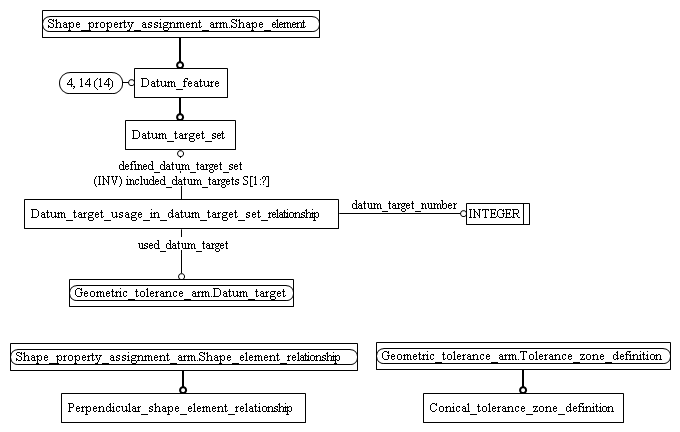 Shape_property_assignment_arm.Shape_element
4, 14 (14)
Datum_feature
Datum_target_set
defined_datum_target_set
(INV) included_datum_targets S[1:?]
Datum_target_usage_in_datum_target_set_relationship
datum_target_number
INTEGER
used_datum_target
Geometric_tolerance_arm.Datum_target
Shape_property_assignment_arm.Shape_element_relationship
Geometric_tolerance_arm.Tolerance_zone_definition
Perpendicular_shape_element_relationship
Conical_tolerance_zone_definition